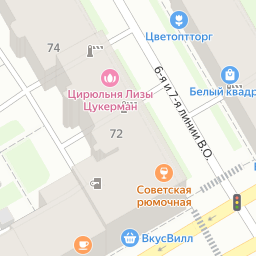 Цветоптторг
74
6-я и 7-я линии В.О.
Цирюльня Лизы
Цукерман
Белый квадр
72
Советская
рюмочная
ВкусВилл